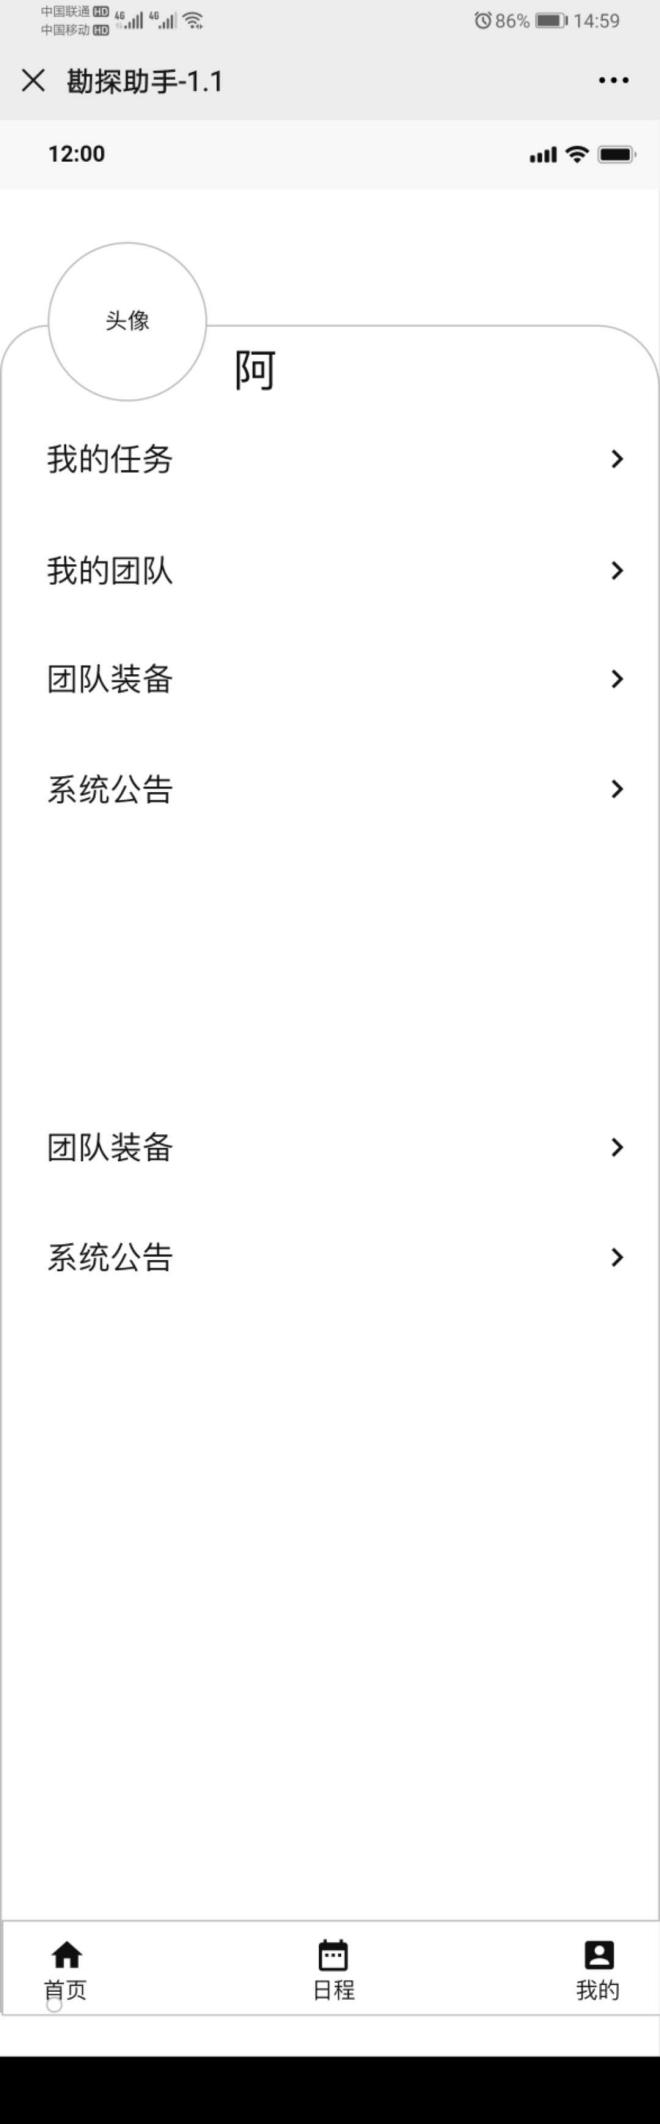 中国联通 HD 4G 4G 86% 14:59
中国移动 HD
勘探助手-1.1
12:00
头像
阿
我的任务
我的团队
团队装备
系统公告
团队装备
系统公告
首页 日程 我的